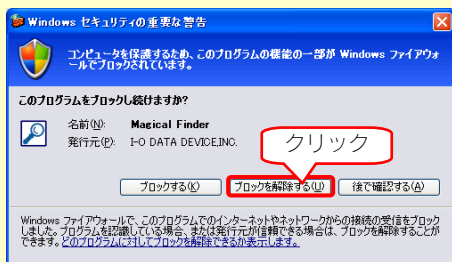 Windows セキュリティの重要な警告
コンピュータを保護するため、このプログラムの機能の一部が Windows ファイアウォ
ールでブロックされています。
このプログラムをブロックし続けますか?
名前(N): Magical Finder
発行元(P): I-O DATA DEVICE,INC.
クリック
ブロックする(K) ブロックを解除する(U) 後で確認する(A)
Windows ファイアウォールで、このプログラムでのインターネットやネットワークからの接続の受信をブロック
しました。プログラムを認識している場合、または発行元が信頼できる場合は、ブロックを解除することが
できます。どのプログラムに対してブロックを解除できるか表示します。